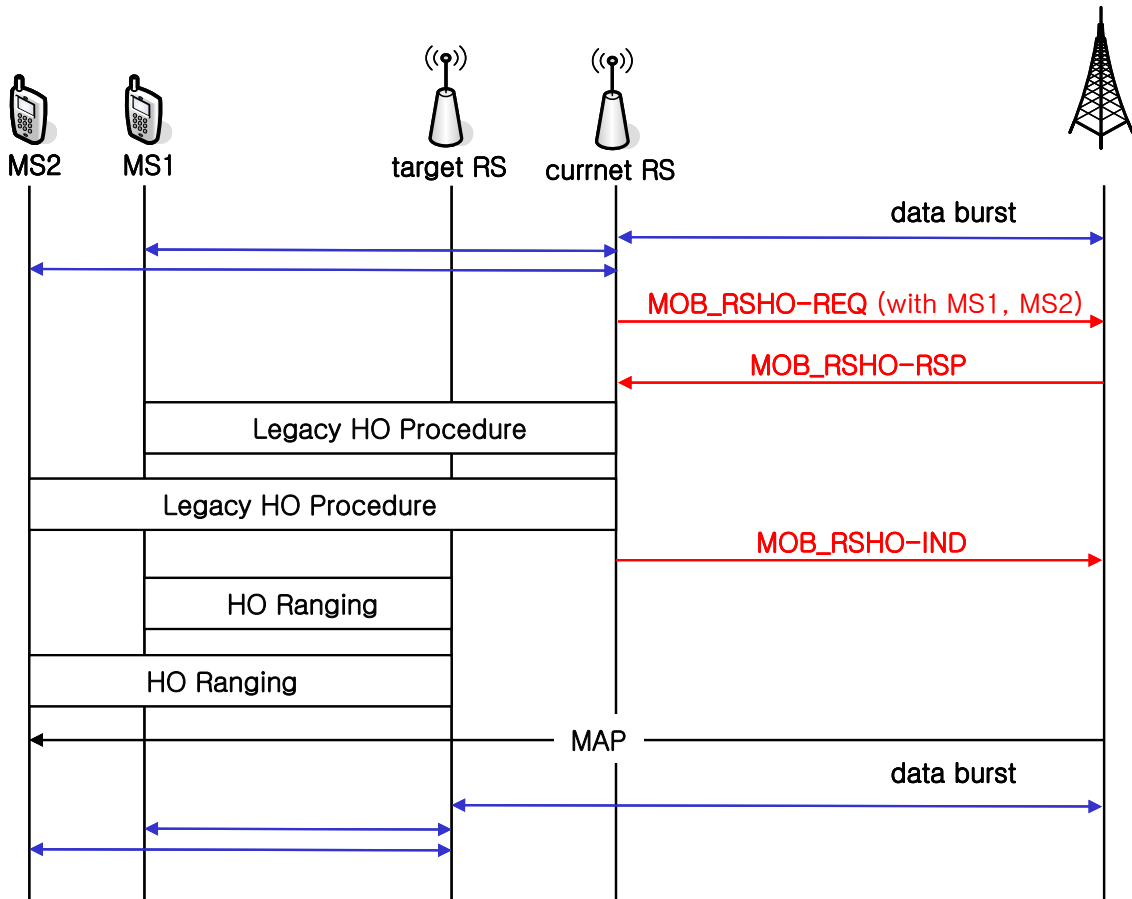 MS2
MS1
target RS
currnet RS
data burst
MOB_RSHO-REQ (with MS1, MS2)
MOB_RSHO-RSP
Legacy HO Procedure
Legacy HO Procedure
MOB_RSHO-IND
HO Ranging
HO Ranging
MAP
data burst